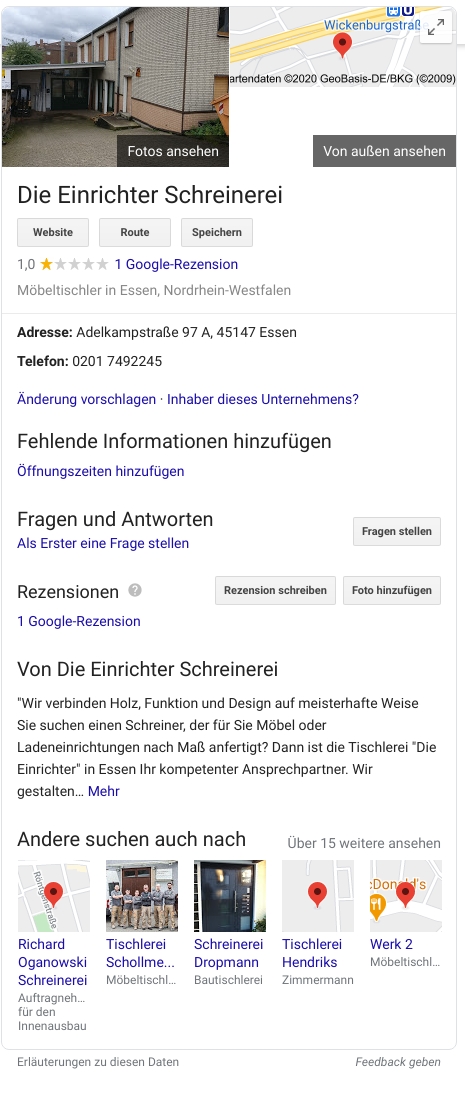 Wickenburgstraß
artendaten ©2020 GeoBasis-DE/BKG (©2009)
Fotos ansehen
Von außen ansehen
Die Einrichter Schreinerei
Website Route Speichern
1,0 1 Google-Rezension
Möbeltischler in Essen, Nordrhein-Westfalen
Adresse: Adelkampstraße 97 A, 45147 Essen
Telefon: 0201 7492245
Änderung vorschlagen · Inhaber dieses Unternehmens?
Fehlende Informationen hinzufügen
Öffnungszeiten hinzufügen
Fragen und Antworten
Fragen stellen
Als Erster eine Frage stellen
Rezensionen ? Rezension schreiben Foto hinzufügen
1 Google-Rezension
Von Die Einrichter Schreinerei
"Wir verbinden Holz, Funktion und Design auf meisterhafte Weise
Sie suchen einen Schreiner, der für Sie Möbel oder
Ladeneinrichtungen nach Maß anfertigt? Dann ist die Tischlerei "Die
Einrichter" in Essen Ihr kompetenter Ansprechpartner. Wir
gestalten… Mehr
Andere suchen auch nach Über 15 weitere ansehen
Röntgenstraße
cDonald's
Richard
Oganowski
Schreinerei
Auftragneh…
für den
Innenausbau
Tischlerei
Schollme...
Möbeltischl…
Schreinerei
Dropmann
Bautischlerei
Tischlerei
Hendriks
Zimmermann
Werk 2
Möbeltischl…
Erläuterungen zu diesen Daten Feedback geben